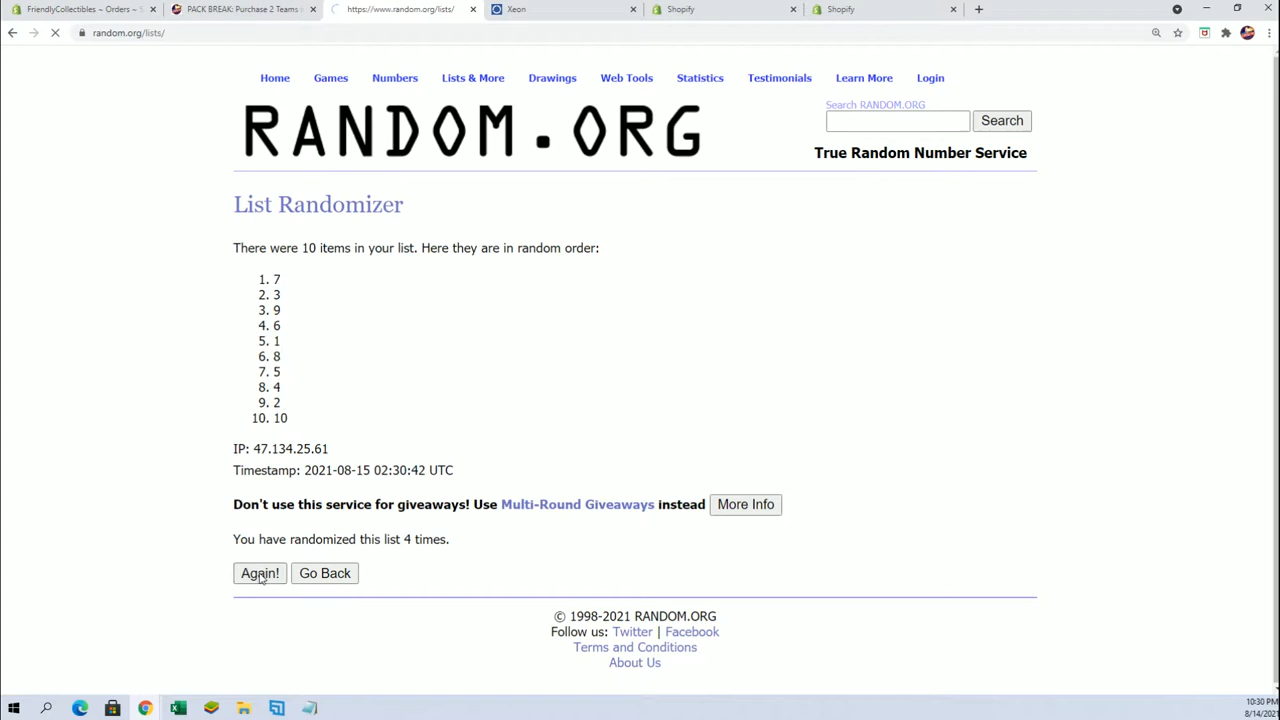 FriendlyCollectibles ~ Orders ~ S
PACK BREAK: Purchase 2 Teams i
https://www.random.org/lists/
Xeon
Shopify
Shopify
random.org/lists/
Home Games Numbers Lists & More Drawings Web Tools Statistics Testimonials Learn More Login
RANDOM.ORG
Search RANDOM.ORG
Search
True Random Number Service
List Randomizer
There were 10 items in your list. Here they are in random order:
1. 7
2. 3
3. 9
4. 6
5. 1
6. 8
7. 5
8. 4
9. 2
10. 10
IP: 47.134.25.61
Timestamp: 2021-08-15 02:30:42 UTC
Don't use this service for giveaways! Use Multi-Round Giveaways instead More Info
You have randomized this list 4 times.
Again! Go Back
© 1998-2021 RANDOM.ORG
Follow us: Twitter | Facebook
Terms and Conditions
About Us
10:30 PM
8/14/2021